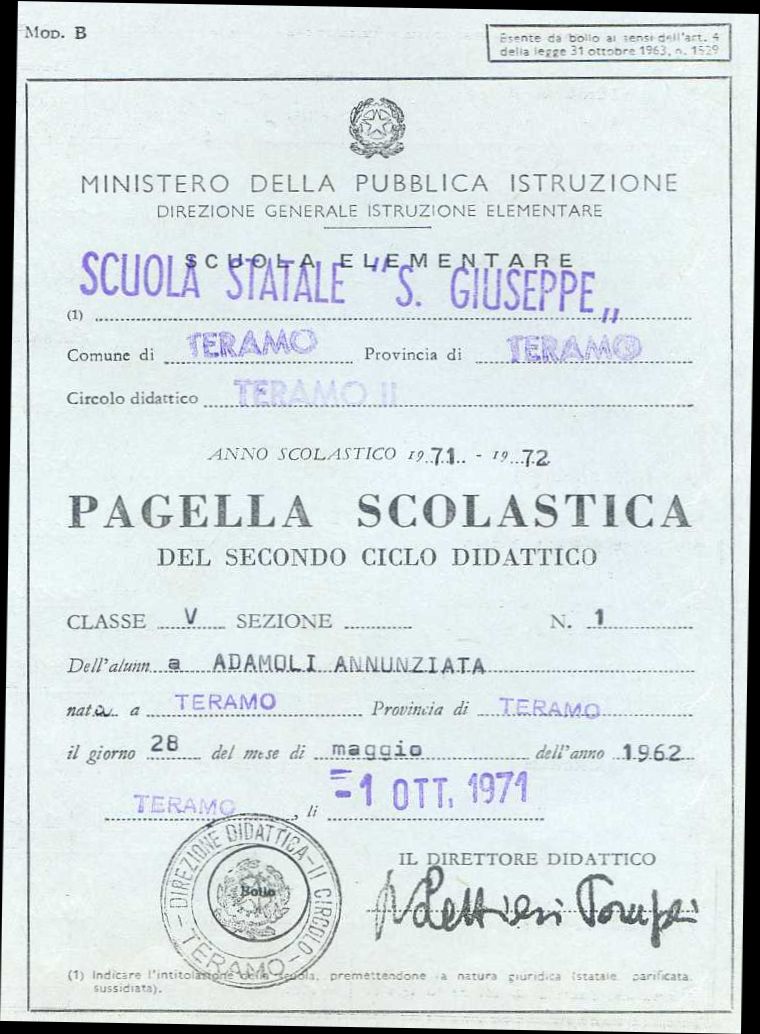 MOD. B
Esente da bollo ai sensi dell'art. 4
della legge 31 ottobre 1963, n. 1529
MINISTERO DELLA PUBBLICA ISTRUZIONE
DIREZIONE GENERALE ISTRUZIONE ELEMENTARE
SCUOLA ELEMENTARE
SCUOLA STATALE "S. GIUSEPPE„
(1)
Comune di TERAMO Provincia di TERAMO
Circolo didattico TERAMO II
ANNO SCOLASTICO 1971 - 1972
PAGELLA SCOLASTICA
DEL SECONDO CICLO DIDATTICO
CLASSE V SEZIONE N. 1
Dell'alunna ADAMOLI ANNUNZIATA
nata a TERAMO Provincia di TERAMO
il giorno 28 del mese di maggio dell'anno 1962
TERAMO, li -1 OTT. 1971
IL DIRETTORE DIDATTICO
DIREZIONE DIDATTICA - II CIRCOLO - TERAMO -
Bollo
(1) Indicare l'intitolazione della scuola, premettendone la natura giuridica (statale, parificata,
sussidiata).